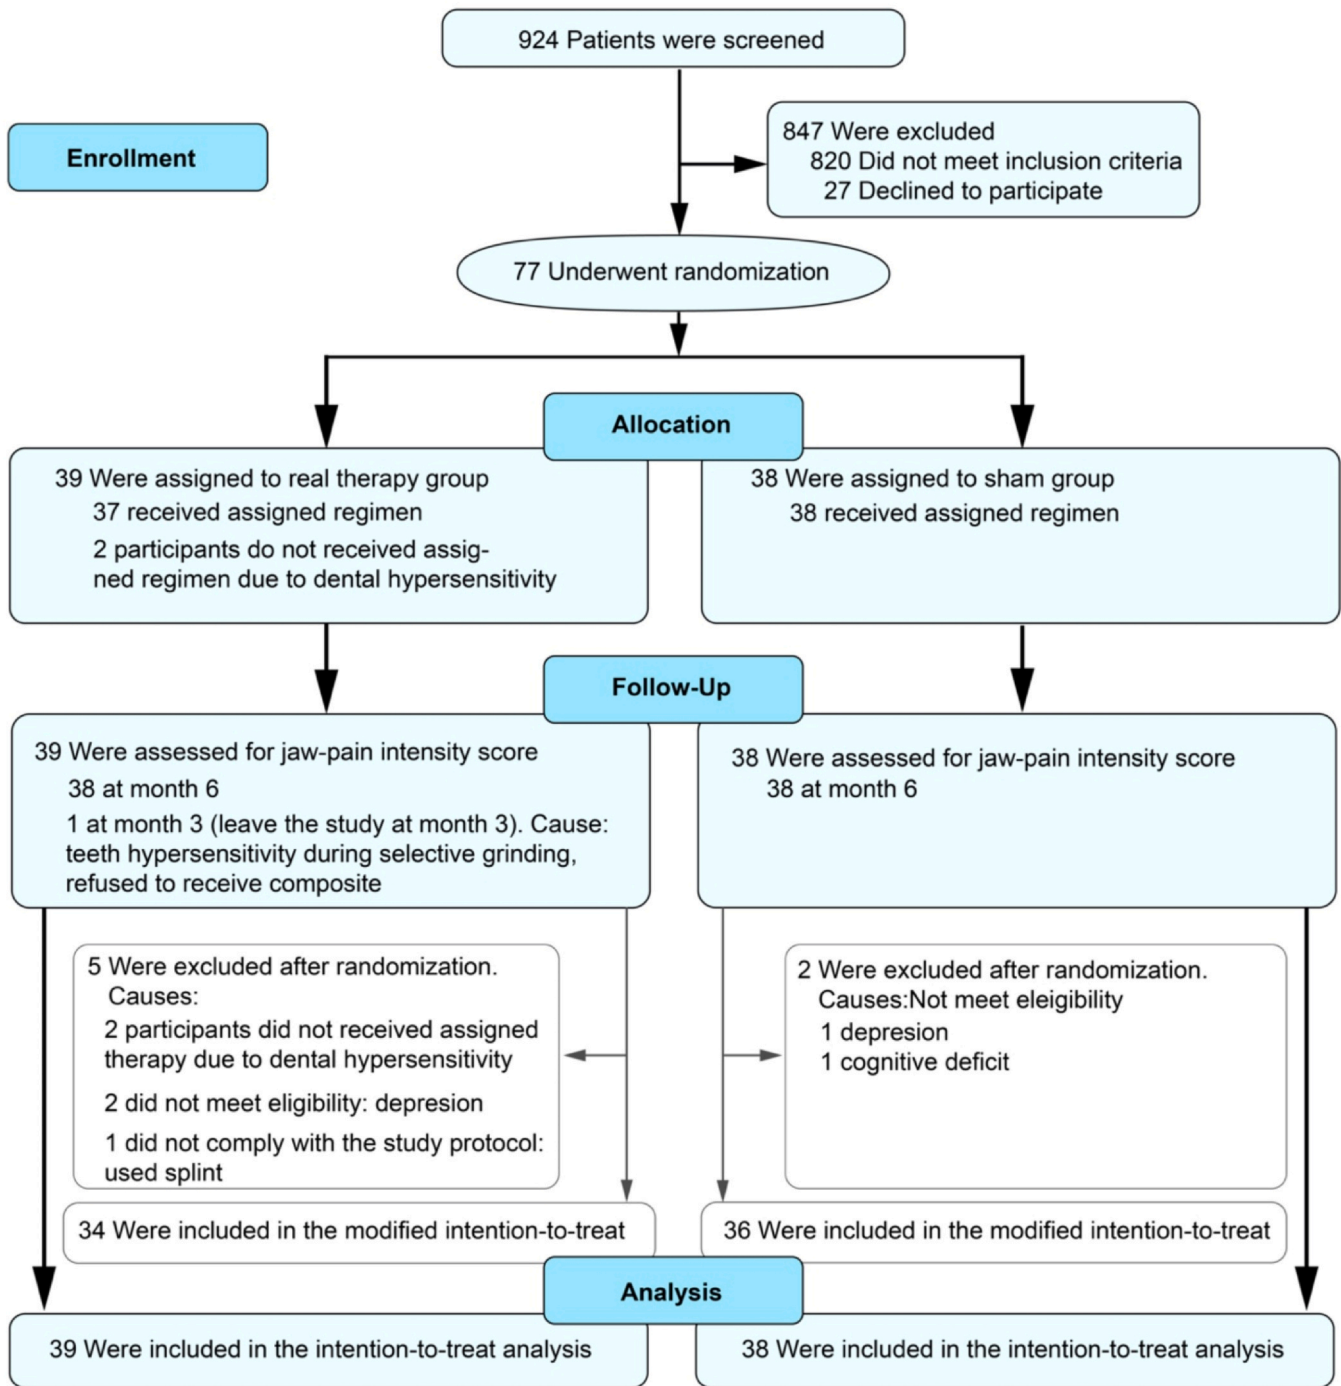 924 Patients were screened
847 Were excluded
820 Did not meet inclusion criteria
27 Declined to participate
Enrollment
77 Underwent randomization
Allocation
39 Were assigned to real therapy group
37 received assigned regimen
2 participants do not received assig-
ned regimen due to dental hypersensitivity
38 Were assigned to sham group
38 received assigned regimen
Follow-Up
39 Were assessed for jaw-pain intensity score
38 at month 6
1 at month 3 (leave the study at month 3). Cause:
teeth hypersensitivity during selective grinding,
refused to receive composite
38 Were assessed for jaw-pain intensity score
38 at month 6
5 Were excluded after randomization.
Causes:
2 participants did not received assigned
therapy due to dental hypersensitivity
2 did not meet eligibility: depresion
1 did not comply with the study protocol:
used splint
2 Were excluded after randomization.
Causes:Not meet eleigibility
1 depresion
1 cognitive deficit
34 Were included in the modified intention-to-treat
36 Were included in the modified intention-to-treat
Analysis
39 Were included in the intention-to-treat analysis
38 Were included in the intention-to-treat analysis